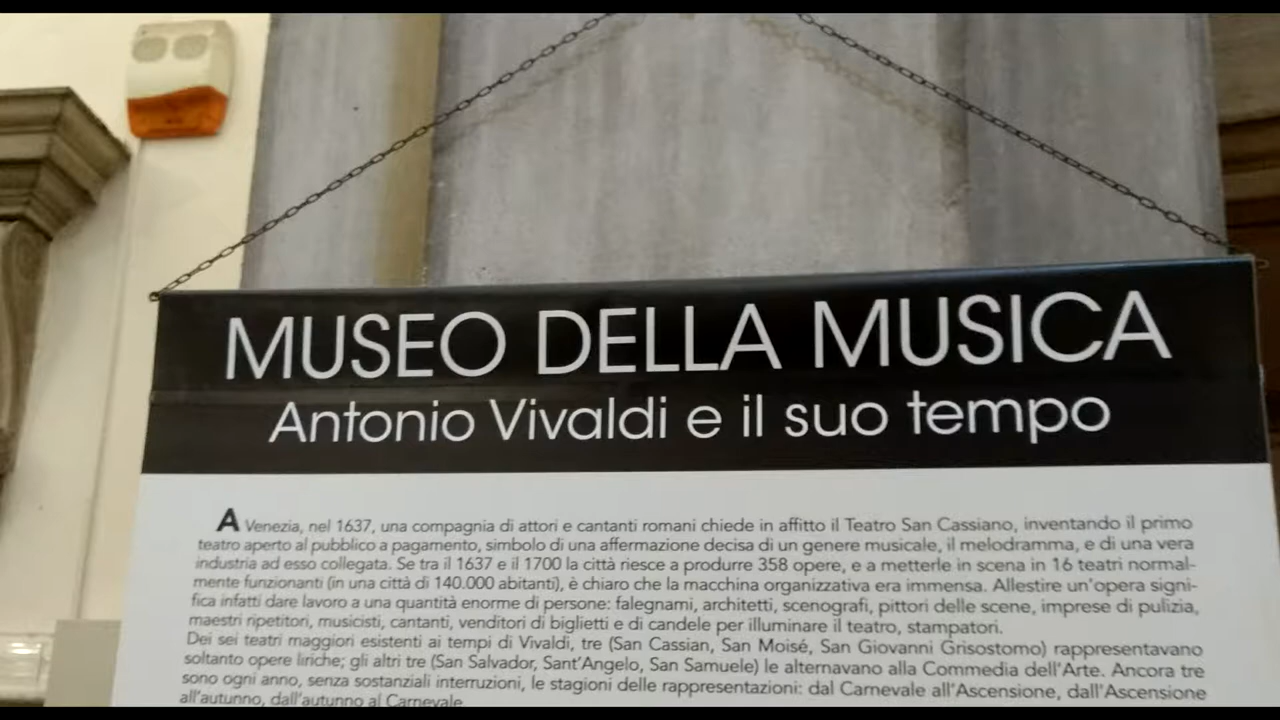 MUSEO DELLA MUSICA
Antonio Vivaldi e il suo tempo
A Venezia, nel 1637, una compagnia di attori e cantanti romani chiede in affitto il Teatro San Cassiano, inventando il primo
teatro aperto al pubblico a pagamento, simbolo di una affermazione decisa di un genere musicale, il melodramma, e di una vera
industria ad esso collegata. Se tra il 1637 e il 1700 la città riesce a produrre 358 opere, e a metterle in scena in 16 teatri normal-
mente funzionanti (in una città di 140.000 abitanti), è chiaro che la macchina organizzativa era immensa. Allestire un'opera signi-
fica infatti dare lavoro a una quantità enorme di persone: falegnami, architetti, scenografi, pittori delle scene, imprese di pulizia,
maestri ripetitori, musicisti, cantanti, venditori di biglietti e di candele per illuminare il teatro, stampatori.
Dei sei teatri maggiori esistenti ai tempi di Vivaldi, tre (San Cassian, San Moisé, San Giovanni Grisostomo) rappresentavano
soltanto opere liriche; gli altri tre (San Salvador, Sant'Angelo, San Samuele) le alternavano alla Commedia dell'Arte. Ancora tre
sono ogni anno, senza sostanziali interruzioni, le stagioni delle rappresentazioni: dal Carnevale all'Ascensione, dall'Ascensione
all'autunno, dall'autunno al Carnevale.